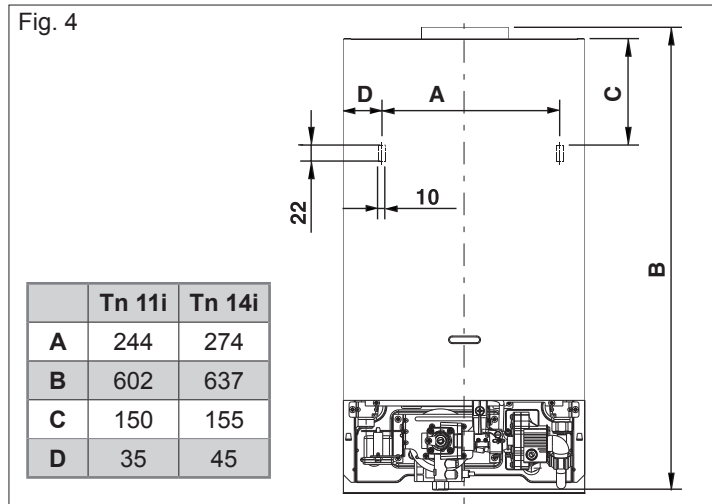 Fig. 4
D A C
22 10 B
Tn 11i Tn 14i
A 244 274
B 602 637
C 150 155
D 35 45